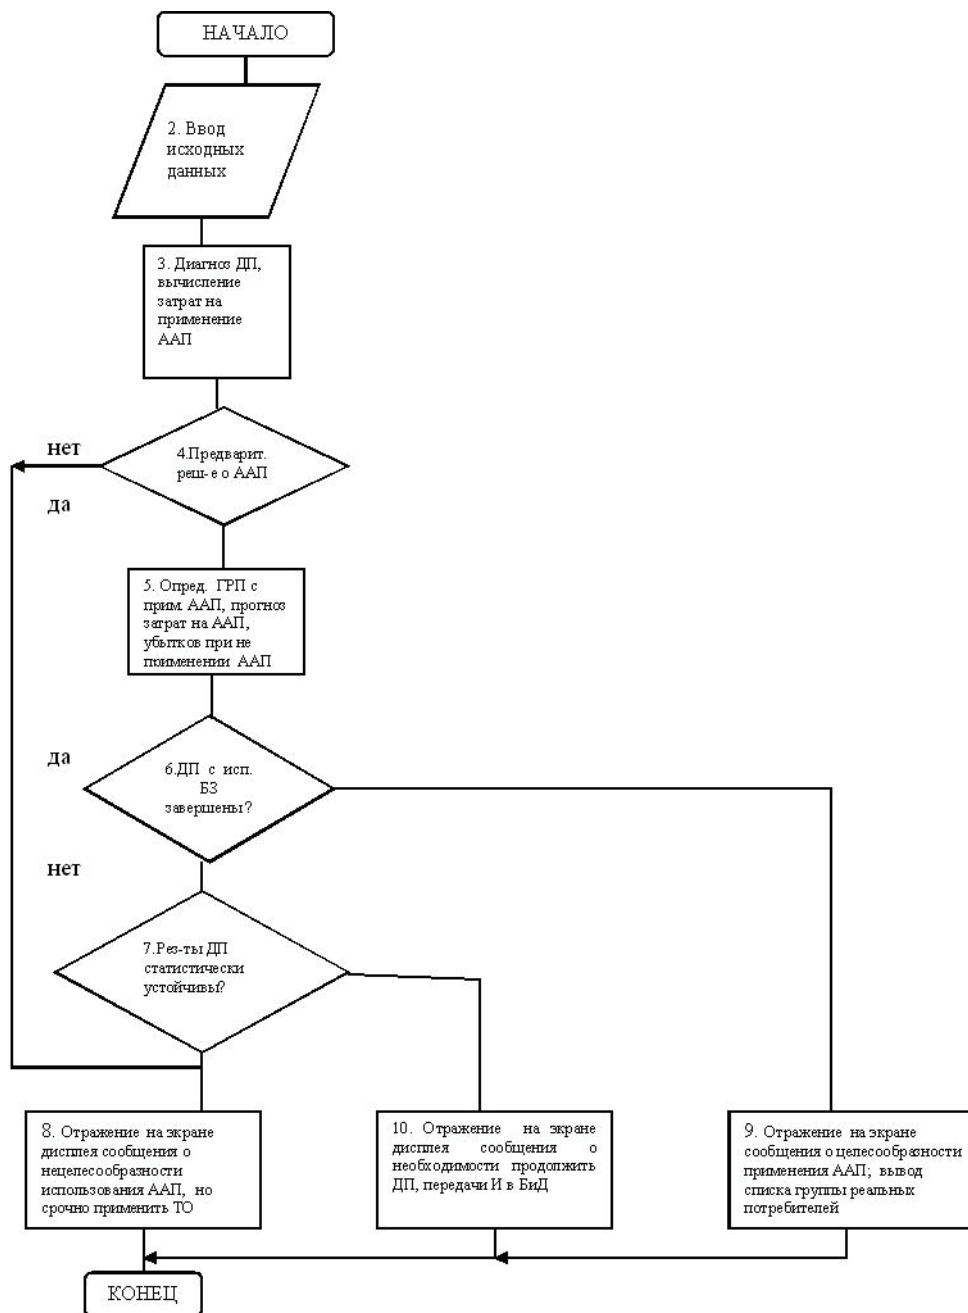 НАЧАЛО
2. Ввод
исходных
данных
3. Диагноз ДП,
вычисление
затрат на
применение
ААП
нет
4.Предварит.
реш-е о ААП
да
5. Опред. ГРП с
прим. ААП, прогноз
затрат на ААП,
убытков при не
применении ААП
да
6.ДП с исп.
БЗ
завершены?
нет
7.Рез-ты ДП
статистически
устойчивы?
8. Отражение на экране
дисплея сообщения о
нецелесообразности
использования ААП, но
срочно применить ТО
10. Отражение на экране
дисплея сообщения о
необходимости продолжить
ДП, передачи И в БиД
9. Отражение на экране
сообщения о целесообразности
применения ААП; вывод
списка группы реальных
потребителей
КОНЕЦ